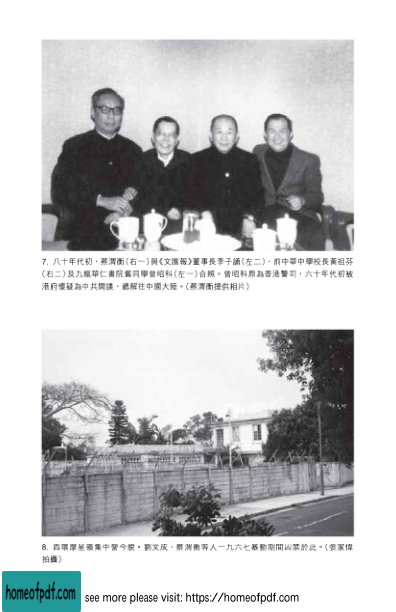 7. 八十年代初，蔡渭衡（右一）與《文匯報》董事長李子誦（左二）、前中華中學校長黃祖芬
（右二）及九龍華仁書院舊同學曾昭科（左一）合照。曾昭科原為香港警司，六十年代初被
港府懷疑為中共間諜，遞解往中國大陸。（蔡渭衡提供相片）
8. 西環摩星嶺集中營今貌。劉文成、蔡渭衡等人一九六七暴動期間囚禁於此。（張家偉
拍攝）
homeofpdf.com
see more please visit: https://homeofpdf.com